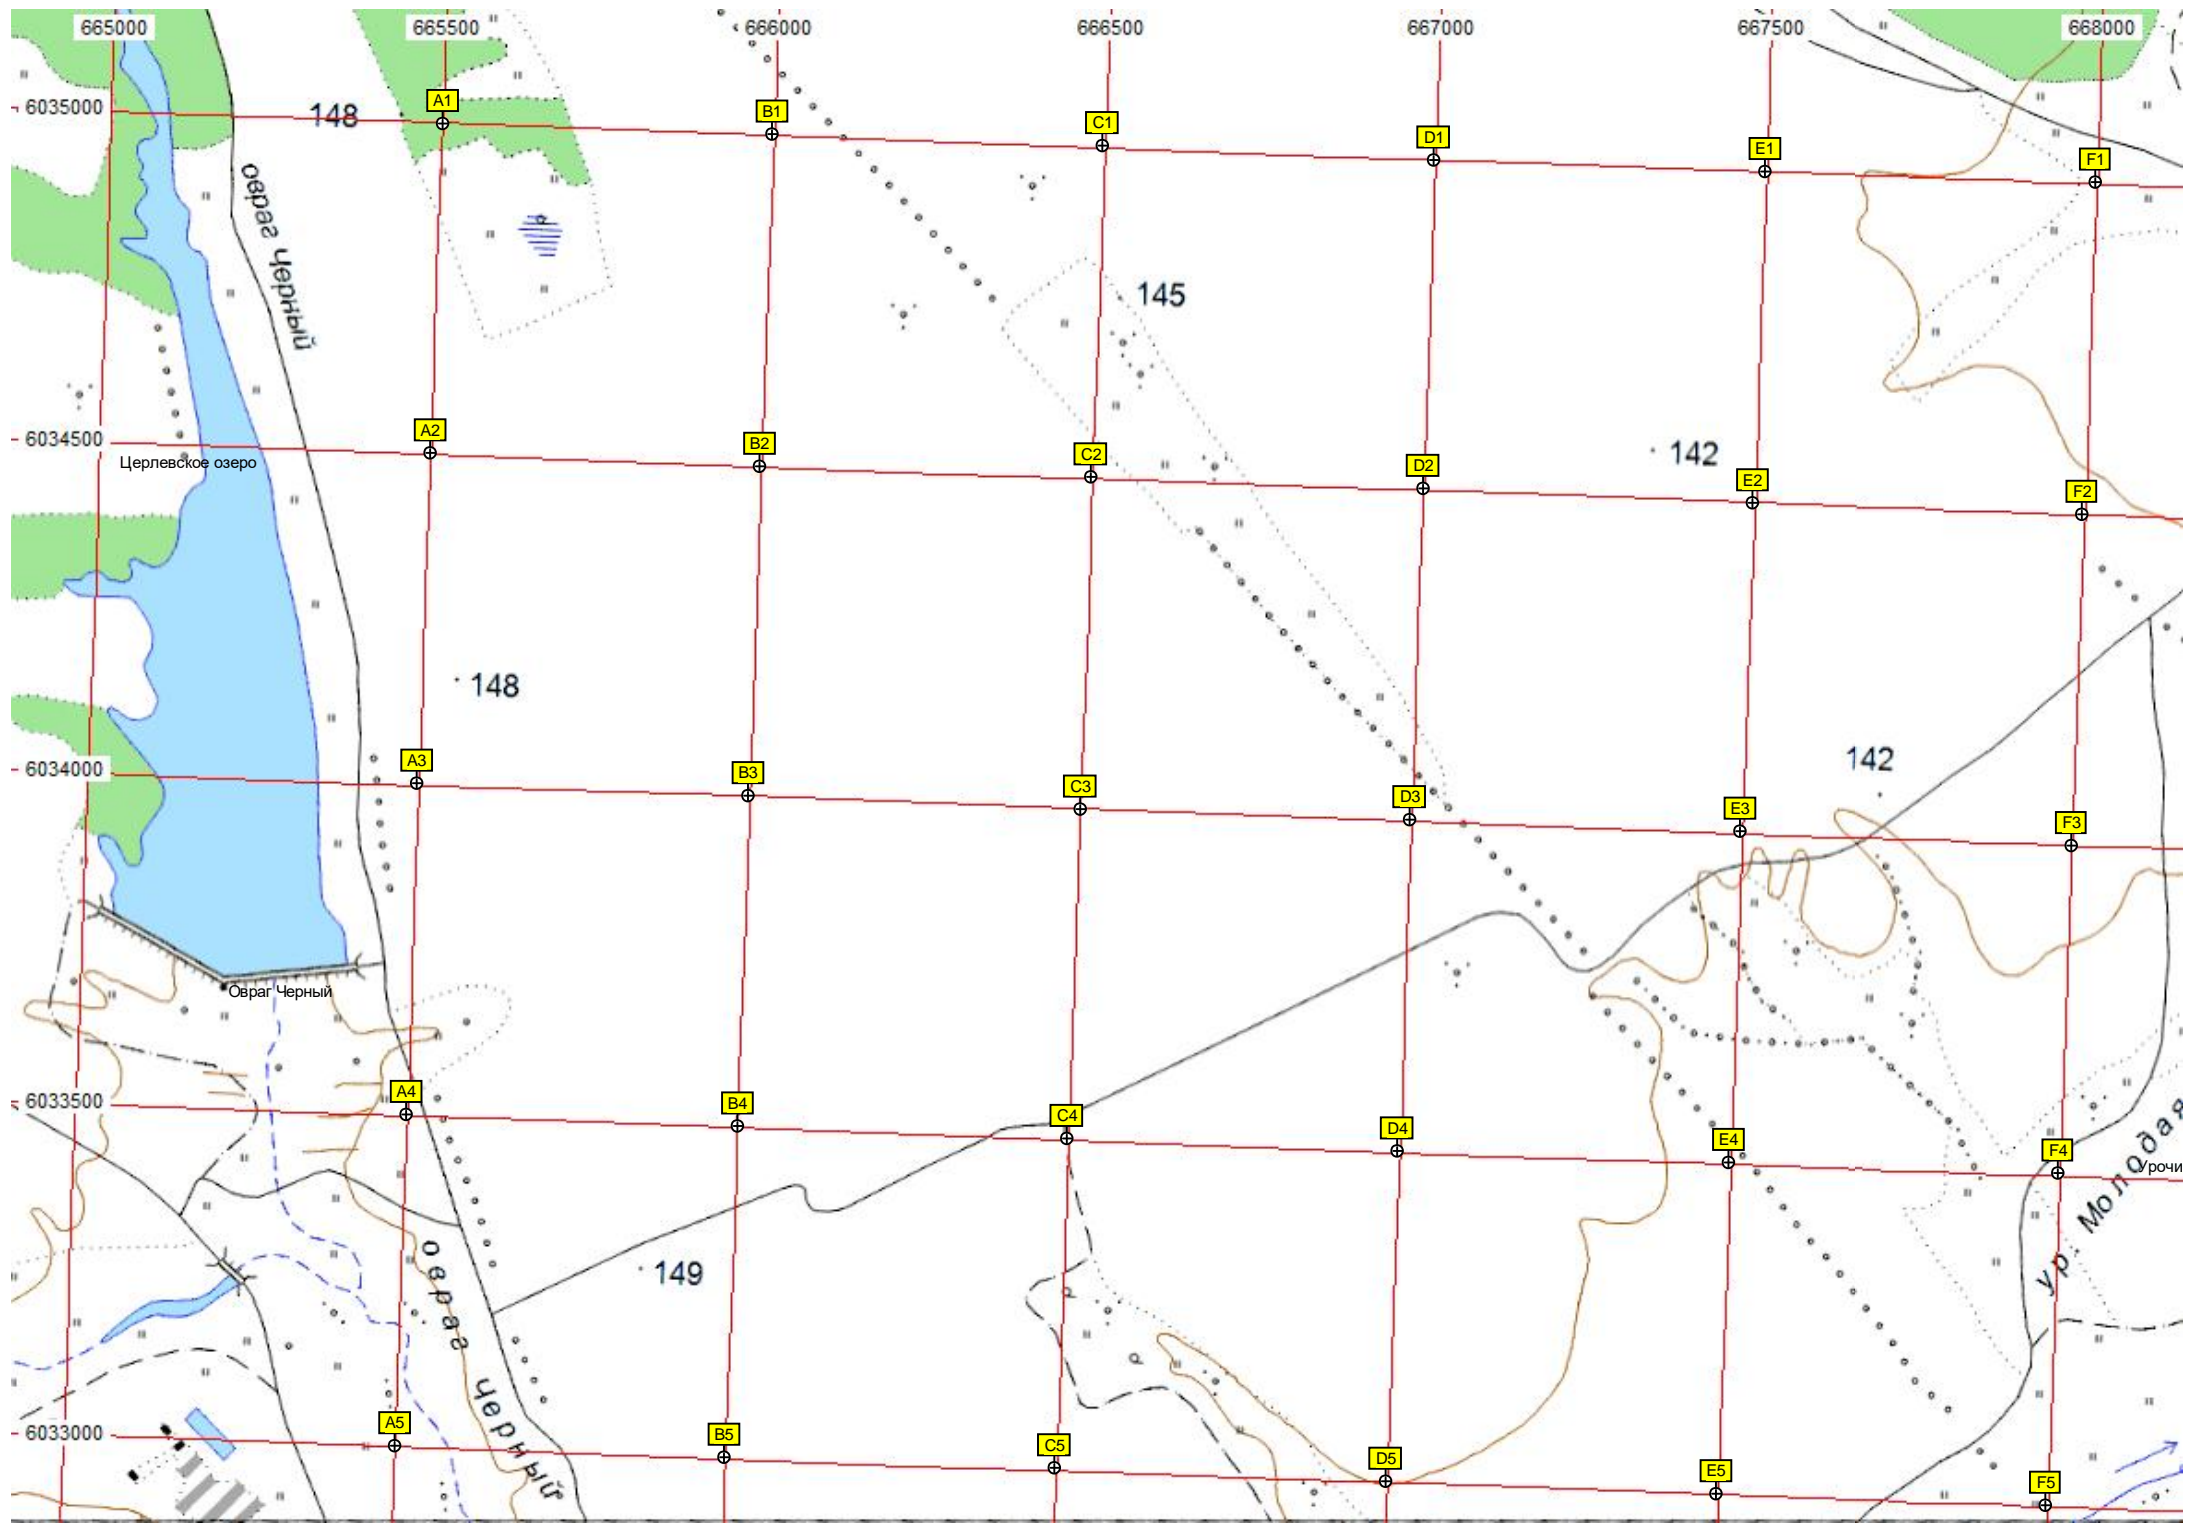 665000 665500 666000 666500 667000 667500 668000
6035000 148 A1 B1 C1 D1 E1 F1
овраг Черный
145
6034500 A2 B2 C2 D2 142 E2 F2
Церлевское озеро
148
6034000 A3 B3 C3 D3 E3 142 F3
Овраг Черный
6033500 A4 B4 C4 D4 E4 F4
Урочи
ур. Молодая
149
овраг Черный
6033000 A5 B5 C5 D5 E5 F5